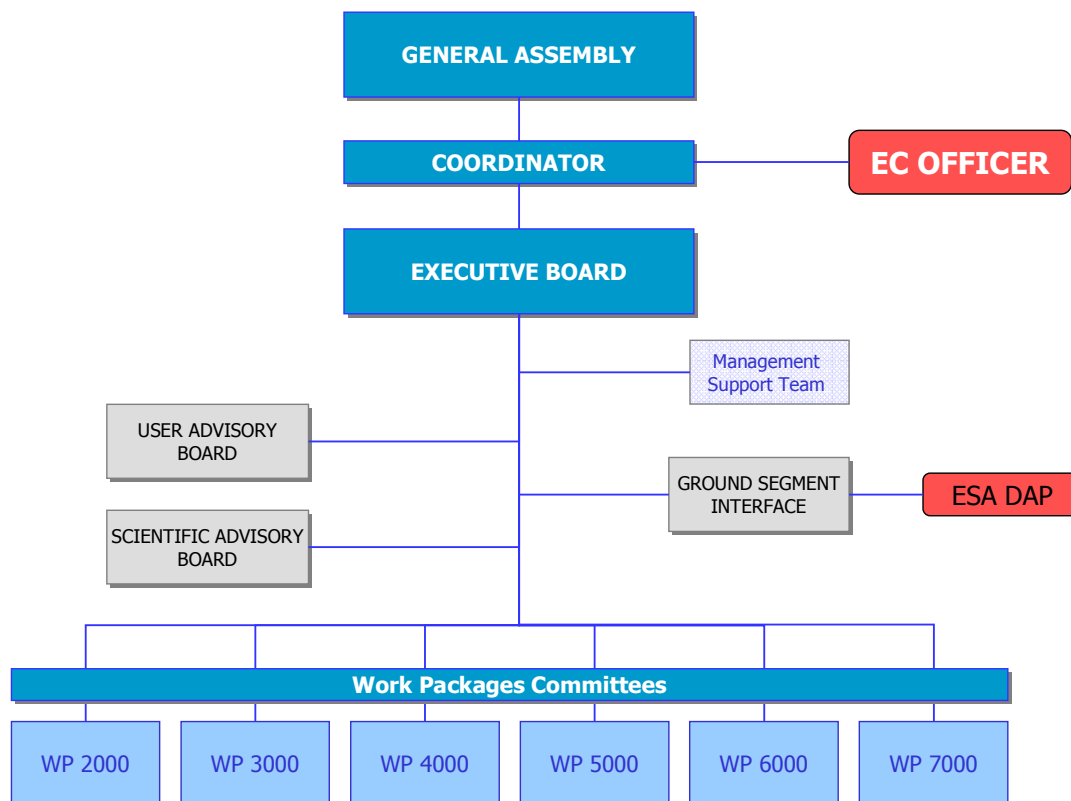 GENERAL ASSEMBLY
COORDINATOR
EC OFFICER
EXECUTIVE BOARD
Management
Support Team
USER ADVISORY
BOARD
GROUND SEGMENT
INTERFACE
ESA DAP
SCIENTIFIC ADVISORY
BOARD
Work Packages Committees
WP 2000
WP 3000
WP 4000
WP 5000
WP 6000
WP 7000